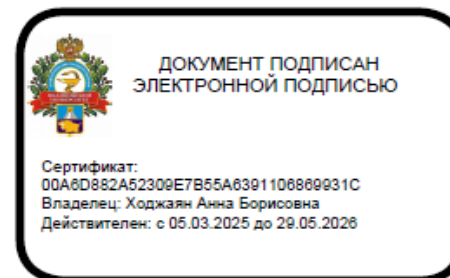 ДОКУМЕНТ ПОДПИСАН
ЭЛЕКТРОННОЙ ПОДПИСЬЮ
Сертификат:
00A6D882A52309E7B55A6391106869931C
Владелец: Ходжаян Анна Борисовна
Действителен: с 05.03.2025 до 29.05.2026